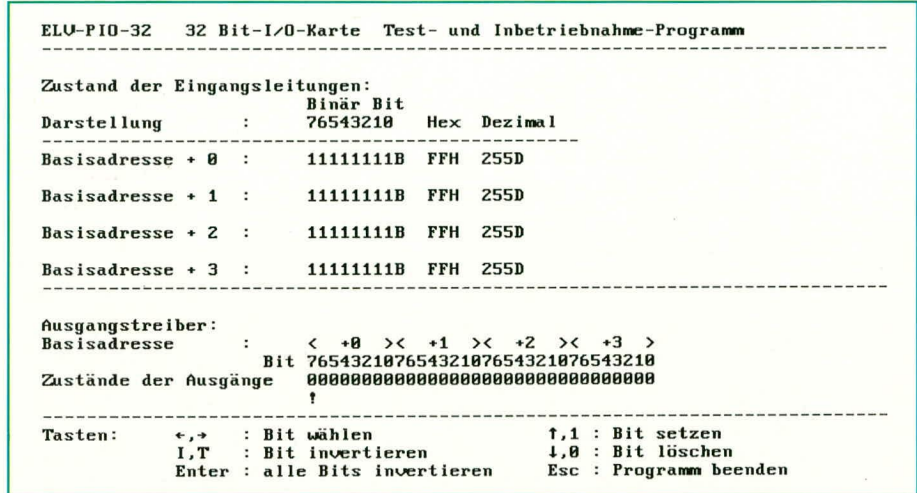 ELV-PIO-32   32 Bit-I/O-Karte  Test- und Inbetriebnahme-Programm
Zustand der Eingangsleitungen:
Binär Bit
Darstellung       :     76543210   Hex  Dezimal
Basisadresse + 0  :     11111111B  FFH  255D
Basisadresse + 1  :     11111111B  FFH  255D
Basisadresse + 2  :     11111111B  FFH  255D
Basisadresse + 3  :     11111111B  FFH  255D
Ausgangstreiber:
Basisadresse      :     <  +0  ><  +1  ><  +2  ><  +3  >
Bit 76543210765432107654321076543210
Zustände der Ausgänge   00000000000000000000000000000000
↑
Tasten:     ←,→   : Bit wählen                 ↑,1 : Bit setzen
I,T   : Bit invertieren            ↓,0 : Bit löschen
Enter : alle Bits invertieren      Esc : Programm beenden